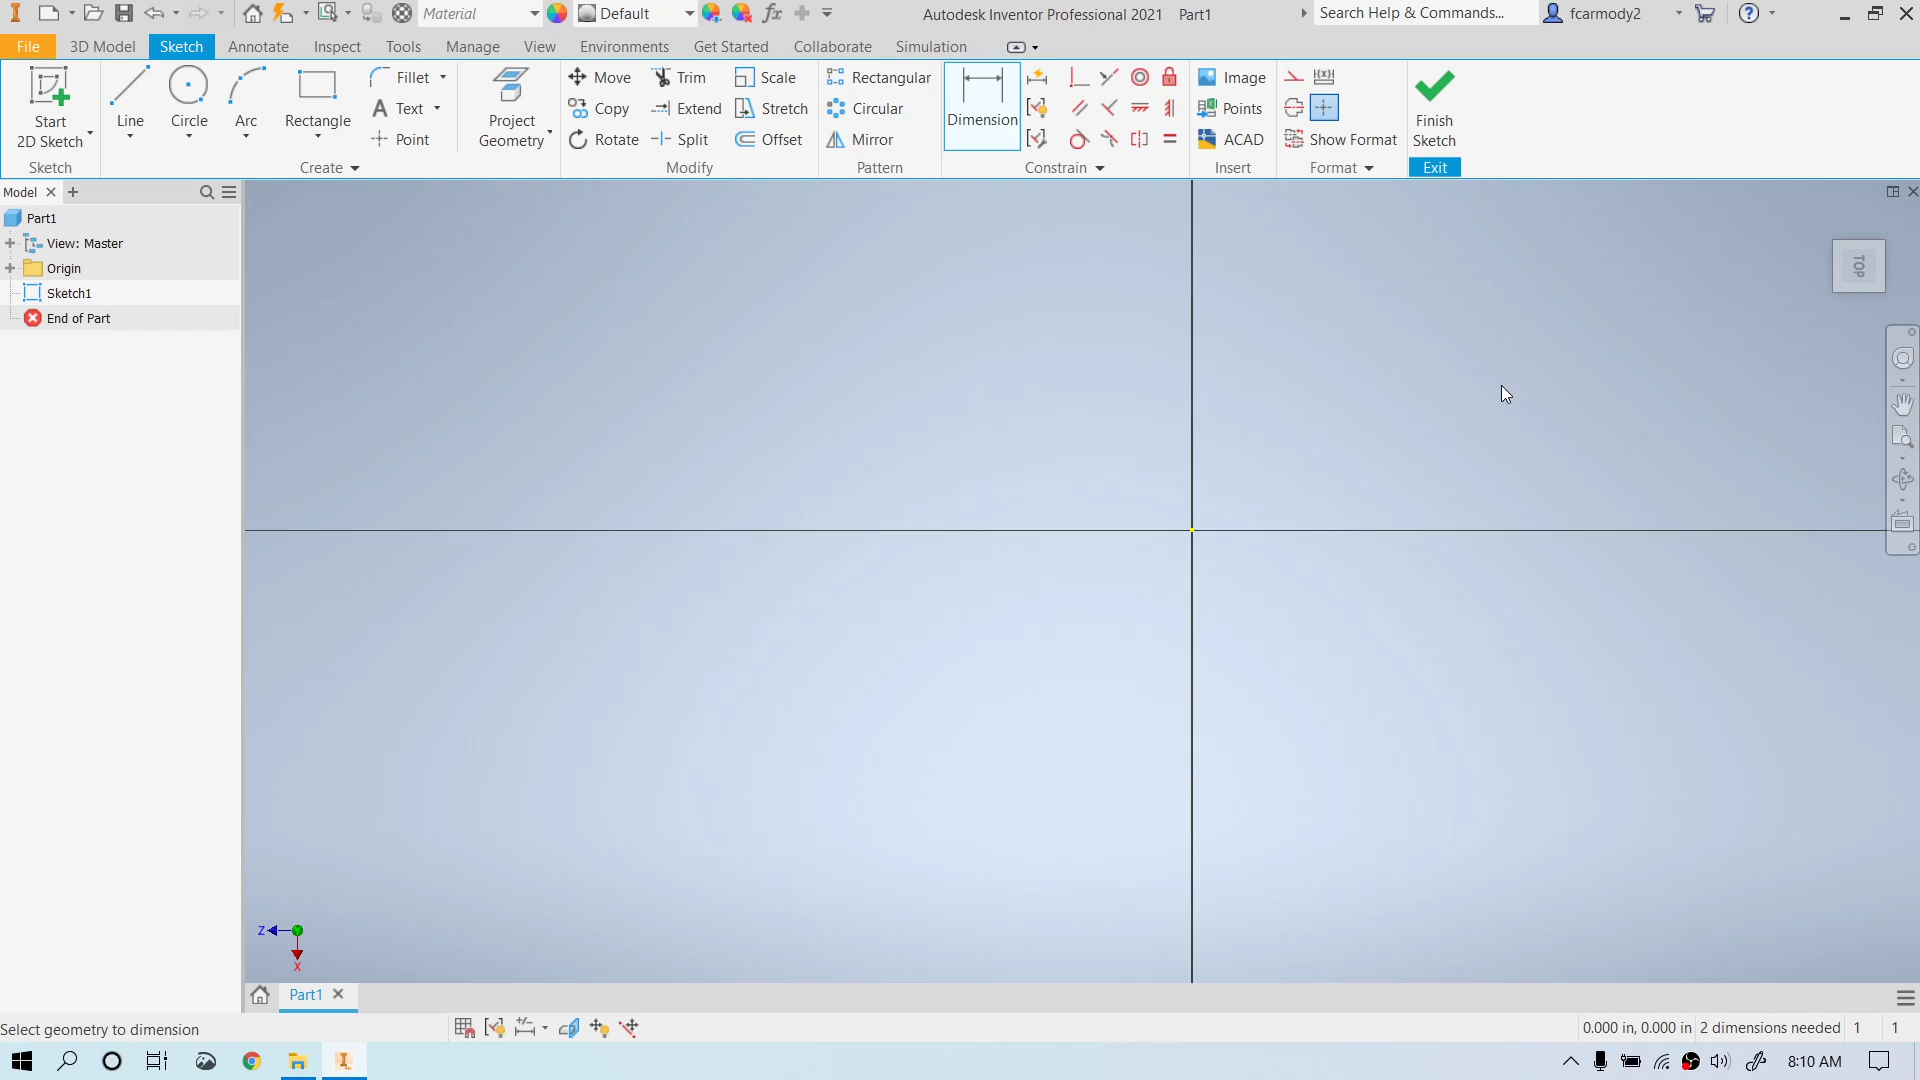 Material
Default
Autodesk Inventor Professional 2021 Part1
Search Help & Commands...
fcarmody2
File 3D Model Sketch Annotate Inspect Tools Manage View Environments Get Started Collaborate Simulation
Start
2D Sketch
Sketch
Line
Circle
Arc
Rectangle
Fillet
Text
Point
Create
Project
Geometry
Move
Copy
Rotate
Trim
Extend
Split
Scale
Stretch
Offset
Modify
Rectangular
Circular
Mirror
Pattern
Dimension
Constrain
Image
Points
ACAD
Insert
Show Format
Format
Finish
Sketch
Exit
Model
Part1
View: Master
Origin
Sketch1
End of Part
TOP
Z
X
Part1
Select geometry to dimension
0.000 in, 0.000 in 2 dimensions needed 1 1
8:10 AM